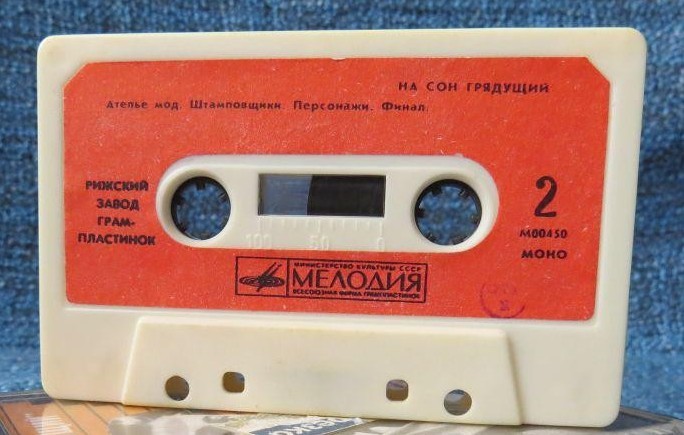 НА СОН ГРЯДУЩИЙ
Ателье мод. Штамповщики. Персонажи. Финал.
РИЖСКИЙ
ЗАВОД
ГРАМ-
ПЛАСТИНОК
2
М00450
МОНО
100 50 0
МИНИСТЕРСТВО КУЛЬТУРЫ СССР
МЕЛОДИЯ
ВСЕСОЮЗНАЯ ФИРМА ГРАМПЛАСТИНОК